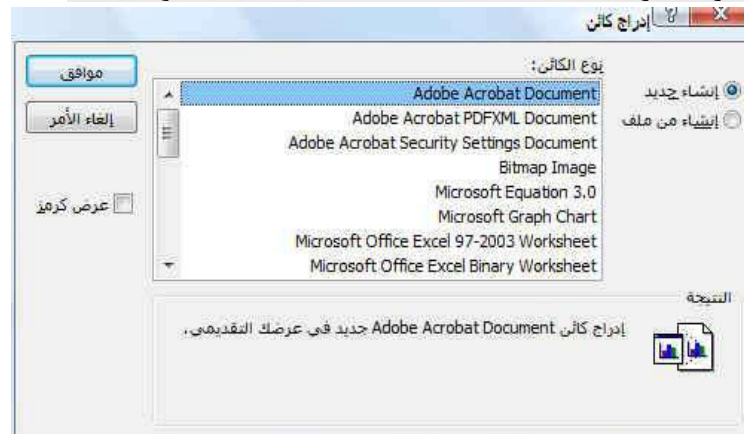 إدراج كائن
نوع الكائن:
إنشاء جديد
إنشاء من ملف
Adobe Acrobat Document
Adobe Acrobat PDFXML Document
Adobe Acrobat Security Settings Document
Bitmap Image
Microsoft Equation 3.0
Microsoft Graph Chart
Microsoft Office Excel 97-2003 Worksheet
Microsoft Office Excel Binary Worksheet
موافق
إلغاء الأمر
عرض كرمز
النتيجة
إدراج كائن Adobe Acrobat Document جديد في عرضك التقديمي.